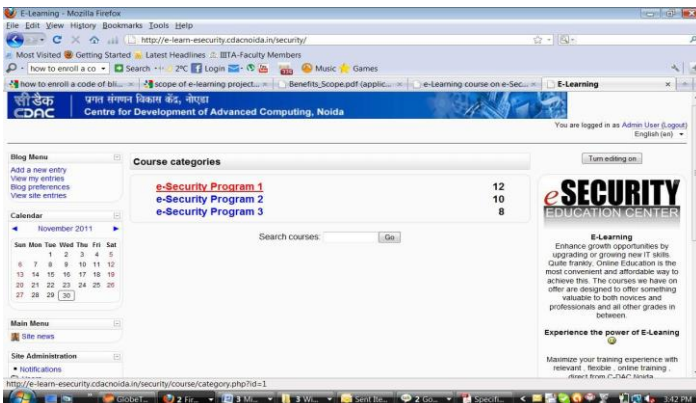 E-Learning - Mozilla Firefox
File Edit View History Bookmarks Tools Help
http://e-learn-esecurity.cdacnoida.in/security/
Most Visited Getting Started Latest Headlines IIITA-Faculty Members
how to enroll a co Search 2°C Login Music Games
how to enroll a code of bli... scope of e-learning project... Benefits_Scope.pdf (applic... e-Learning course on e-Sec... E-Learning
सी डैक प्रगत संगणन विकास केंद्र, नोएडा
CDAC Centre for Development of Advanced Computing, Noida
You are logged in as Admin User (Logout)
English (en)
Blog Menu
Add a new entry
View my entries
Blog preferences
View site entries
Calendar
November 2011
Sun Mon Tue Wed Thu Fri Sat
1 2 3 4 5
6 7 8 9 10 11 12
13 14 15 16 17 18 19
20 21 22 23 24 25 26
27 28 29 30
Main Menu
Site news
Site Administration
Notifications
Course categories
e-Security Program 1 12
e-Security Program 2 10
e-Security Program 3 8
Search courses: Go
Turn editing on
eSECURITY
EDUCATION CENTER
E-Learning
Enhance growth opportunities by
upgrading or growing new IT skills.
Quite frankly, Online Education is the
most convenient and affordable way to
achieve this. The courses we have on
offer are designed to offer something
valuable to both novices and
professionals and all other grades in
between.
Experience the power of E-Leaning
Maximize your training experience with
relevant , flexible , online training ,
direct from C-DAC Noida
http://e-learn-esecurity.cdacnoida.in/security/course/category.php?id=1
GlobeT... 2 Fir... 3 Mi... 3 Wi... Sent Ite... 2 Go... Specifi... 3:42 PM